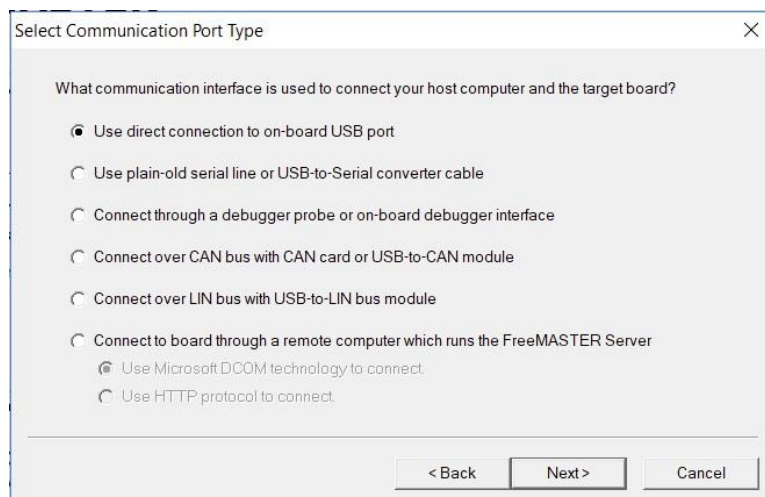 Select Communication Port Type
What communication interface is used to connect your host computer and the target board?
Use direct connection to on-board USB port
Use plain-old serial line or USB-to-Serial converter cable
Connect through a debugger probe or on-board debugger interface
Connect over CAN bus with CAN card or USB-to-CAN module
Connect over LIN bus with USB-to-LIN bus module
Connect to board through a remote computer which runs the FreeMASTER Server
Use Microsoft DCOM technology to connect.
Use HTTP protocol to connect.
< Back Next > Cancel